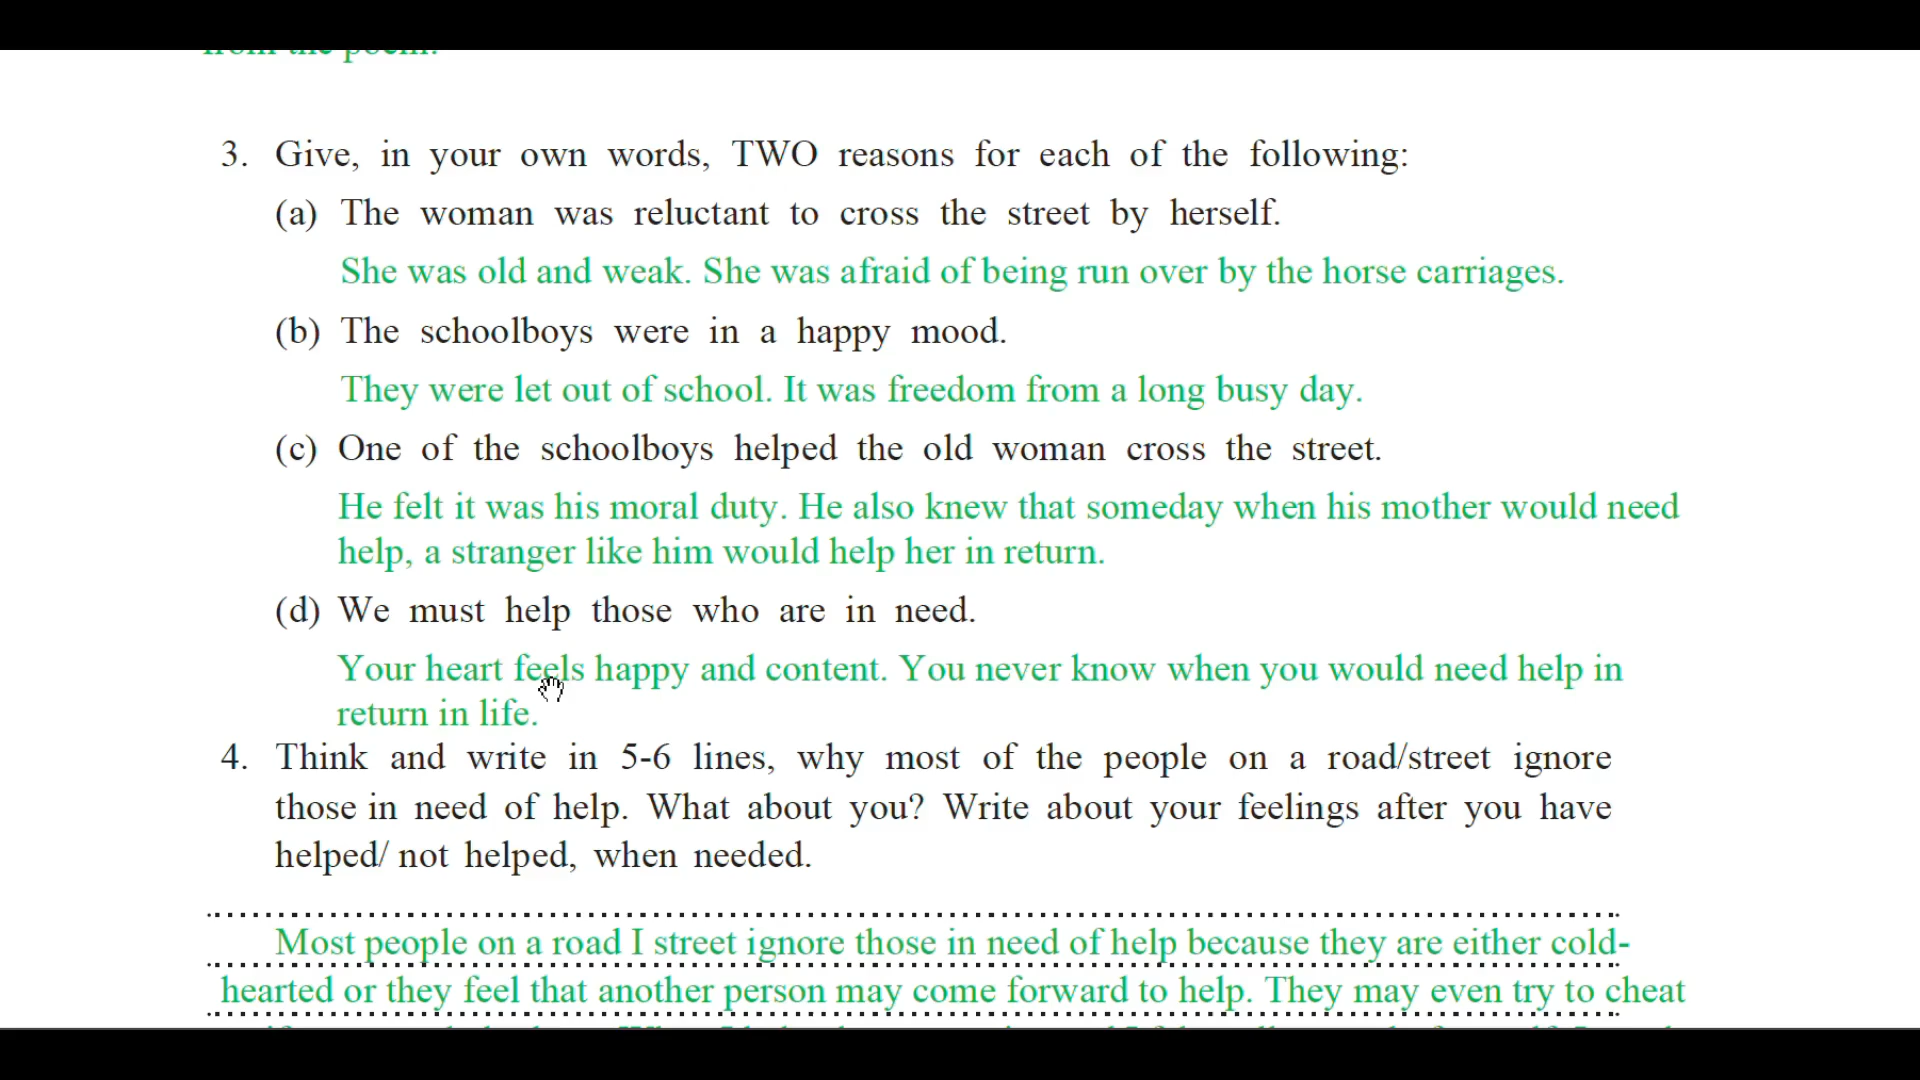 from the poem.
3. Give, in your own words, TWO reasons for each of the following:
(a) The woman was reluctant to cross the street by herself.
She was old and weak. She was afraid of being run over by the horse carriages.
(b) The schoolboys were in a happy mood.
They were let out of school. It was freedom from a long busy day.
(c) One of the schoolboys helped the old woman cross the street.
He felt it was his moral duty. He also knew that someday when his mother would need
help, a stranger like him would help her in return.
(d) We must help those who are in need.
Your heart feels happy and content. You never know when you would need help in
return in life.
4. Think and write in 5-6 lines, why most of the people on a road/street ignore
those in need of help. What about you? Write about your feelings after you have
helped/ not helped, when needed.
Most people on a road I street ignore those in need of help because they are either cold-
hearted or they feel that another person may come forward to help. They may even try to cheat